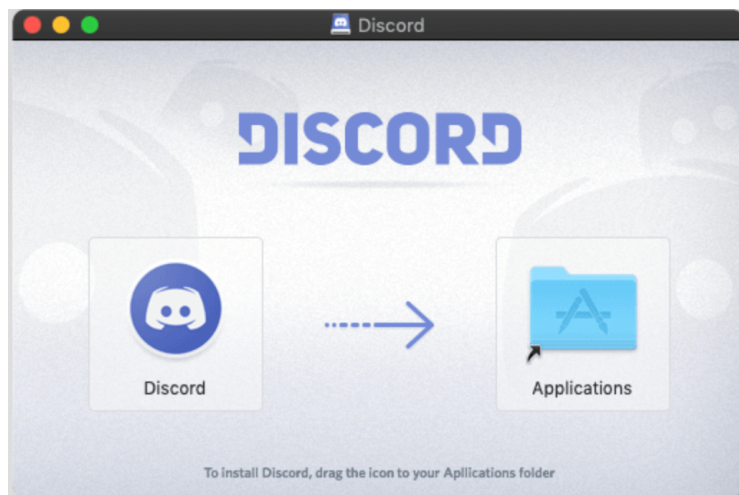 Discord
DISCORD
Discord
Applications
To install Discord, drag the icon to your Apllications folder